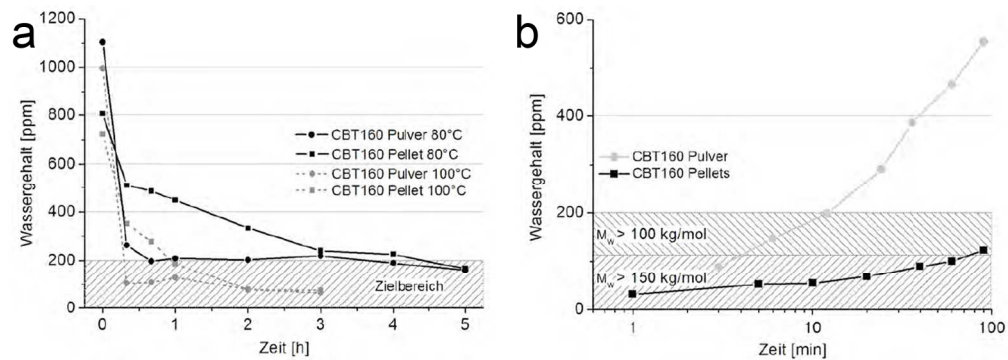 a
1200
1000
800
600
400
200
0
Wassergehalt [ppm]
CBT160 Pulver 80°C
CBT160 Pellet 80°C
CBT160 Pulver 100°C
CBT160 Pellet 100°C
Zielbereich
0 1 2 3 4 5
Zeit [h]
b
600
400
200
0
Wassergehalt [ppm]
CBT160 Pulver
CBT160 Pellets
Mw > 100 kg/mol
Mw > 150 kg/mol
1 10 100
Zeit [min]